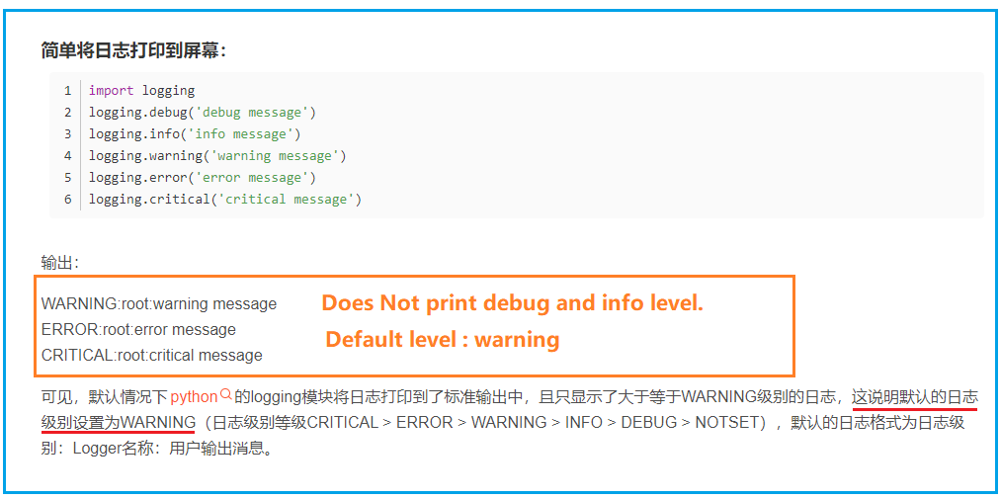 简单将日志打印到屏幕：
1 import logging
2 logging.debug('debug message')
3 logging.info('info message')
4 logging.warning('warning message')
5 logging.error('error message')
6 logging.critical('critical message')
输出：
WARNING:root:warning message Does Not print debug and info level.
ERROR:root:error message Default level : warning
CRITICAL:root:critical message
可见，默认情况下python的logging模块将日志打印到了标准输出中，且只显示了大于等于WARNING级别的日志，这说明默认的日志
级别设置为WARNING（日志级别等级CRITICAL > ERROR > WARNING > INFO > DEBUG > NOTSET），默认的日志格式为日志级
别：Logger名称：用户输出消息。